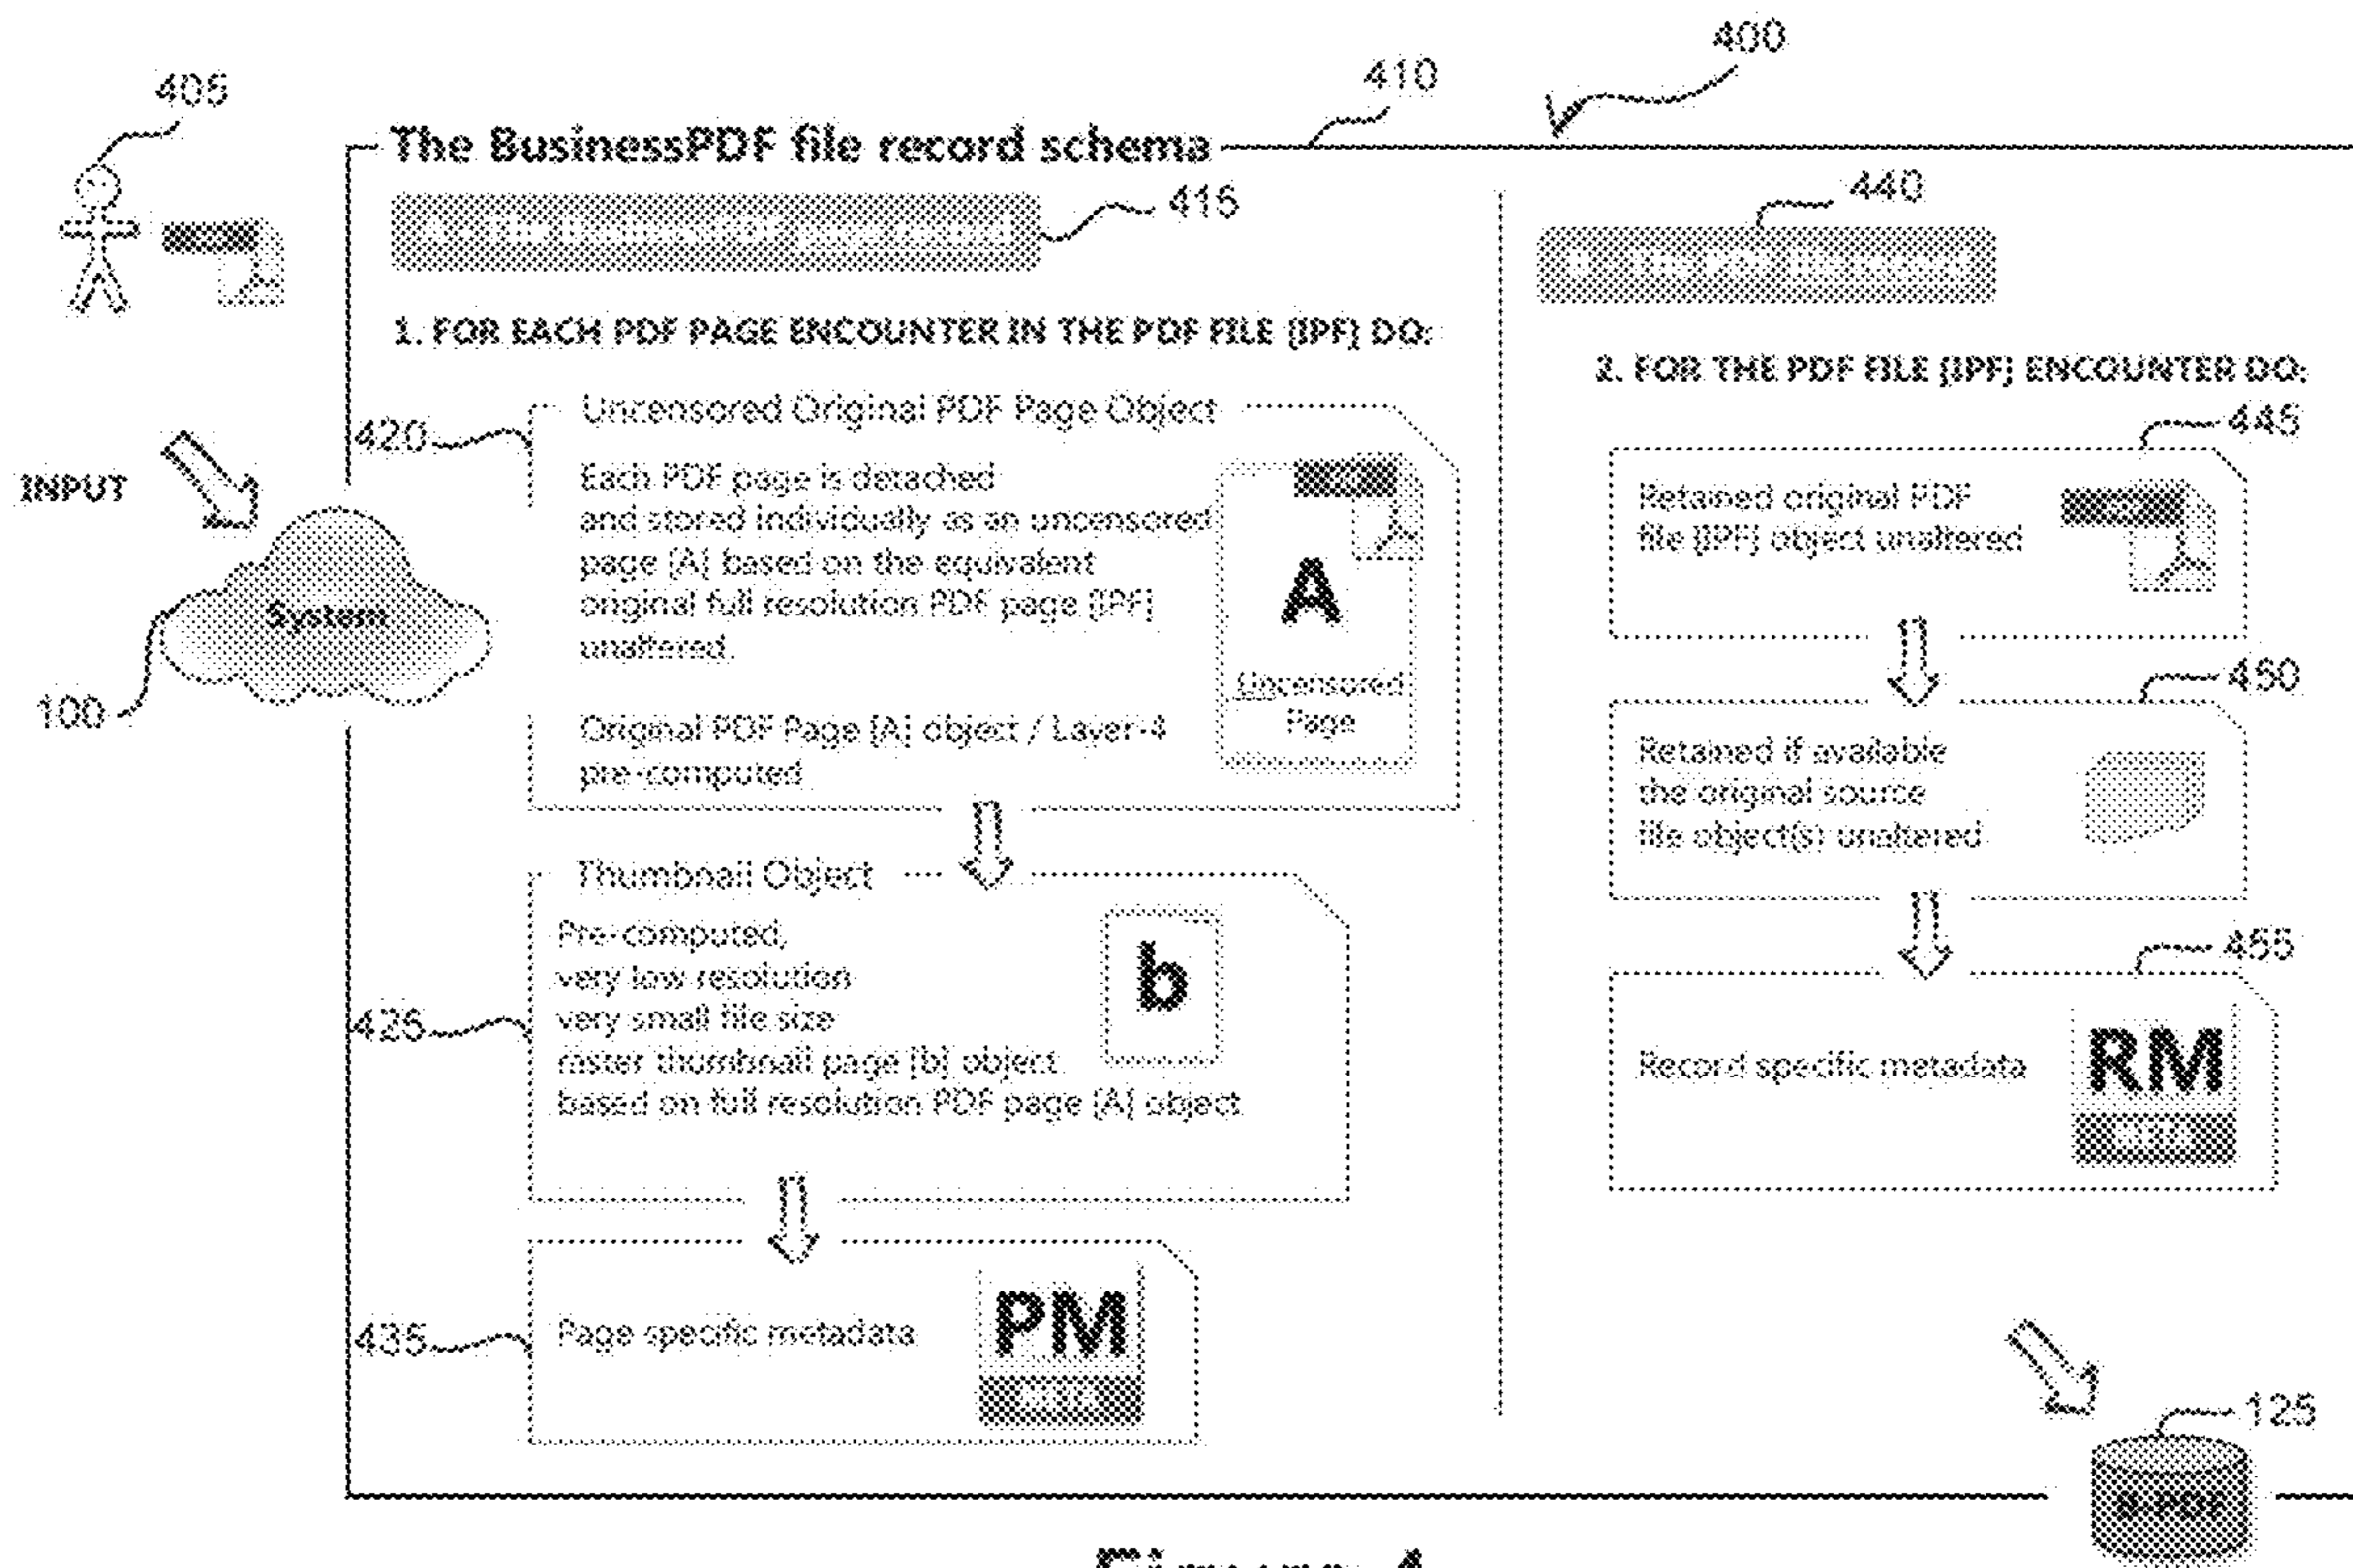 400
410
405
The BusinessPDF file record schema
415
440
1. FOR EACH PDF PAGE ENCOUNTER IN THE PDF FILE [IPF] DO:
2. FOR THE PDF FILE [IPF] ENCOUNTER DO:
420
Uncensored Original PDF Page Object
Each PDF page is detached
and stored individually as an uncensored
page [A] based on the equivalent
original full resolution PDF page [IPF]
unaltered.
Original PDF Page [A] object / Layer-4
pre-computed
A
Uncensored
Page
445
Retained original PDF
file [IPF] object unaltered
INPUT
System
100
450
Retained if available
the original source
file object(s) unaltered
425
Thumbnail Object
Pre-computed,
very low resolution
very small file size
raster thumbnail page [b] object
based on full resolution PDF page [A] object
b
455
Record specific metadata
RM
435
Page specific metadata
PM
125
Figure 4